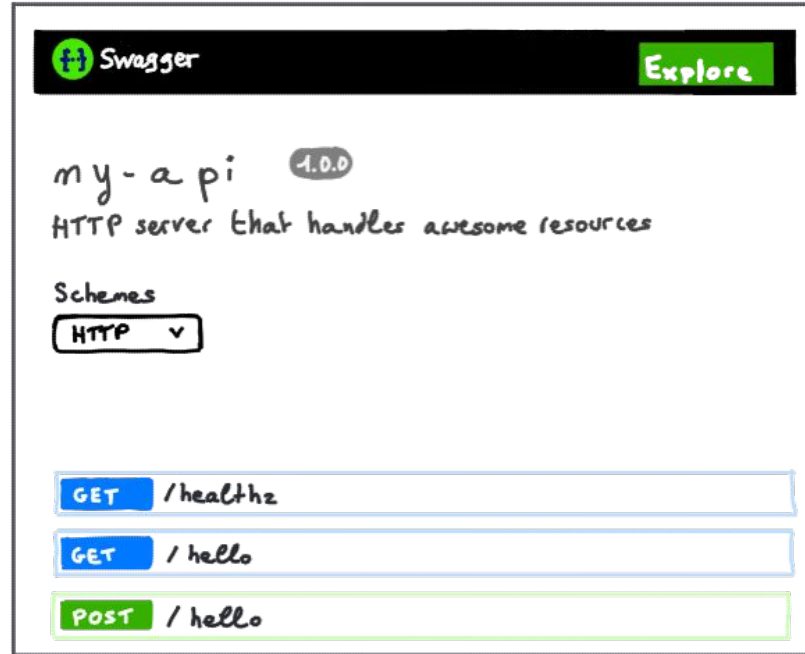 {··} Swagger Explore
my-api 1.0.0
HTTP server that handles awesome resources
Schemes
HTTP
GET /healthz
GET /hello
POST /hello